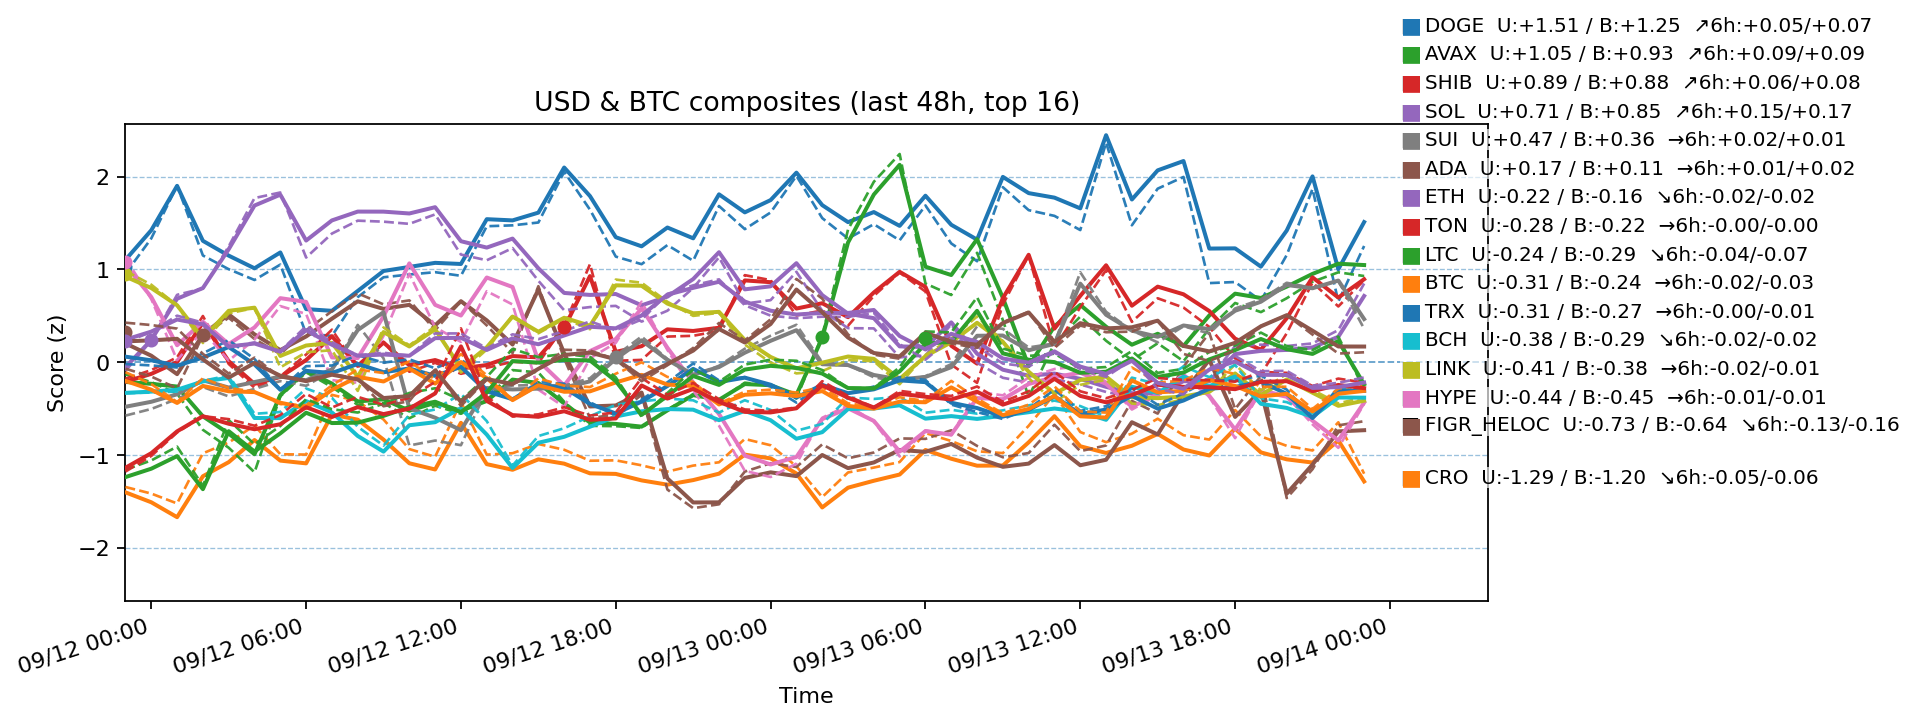 DOGE U:+1.51 / B:+1.25 ↗6h:+0.05/+0.07
AVAX U:+1.05 / B:+0.93 ↗6h:+0.09/+0.09
SHIB U:+0.89 / B:+0.88 ↗6h:+0.06/+0.08
SOL U:+0.71 / B:+0.85 ↗6h:+0.15/+0.17
SUI U:+0.47 / B:+0.36 →6h:+0.02/+0.01
ADA U:+0.17 / B:+0.11 →6h:+0.01/+0.02
ETH U:-0.22 / B:-0.16 ↘6h:-0.02/-0.02
TON U:-0.28 / B:-0.22 →6h:-0.00/-0.00
LTC U:-0.24 / B:-0.29 ↘6h:-0.04/-0.07
BTC U:-0.31 / B:-0.24 →6h:-0.02/-0.03
TRX U:-0.31 / B:-0.27 →6h:-0.00/-0.01
BCH U:-0.38 / B:-0.29 ↘6h:-0.02/-0.02
LINK U:-0.41 / B:-0.38 →6h:-0.02/-0.01
HYPE U:-0.44 / B:-0.45 →6h:-0.01/-0.01
FIGR_HELOC U:-0.73 / B:-0.64 ↘6h:-0.13/-0.16
CRO U:-1.29 / B:-1.20 ↘6h:-0.05/-0.06
USD & BTC composites (last 48h, top 16)
Score (z)
2
1
0
−1
−2
09/12 00:00
09/12 06:00
09/12 12:00
09/12 18:00
09/13 00:00
09/13 06:00
09/13 12:00
09/13 18:00
09/14 00:00
Time